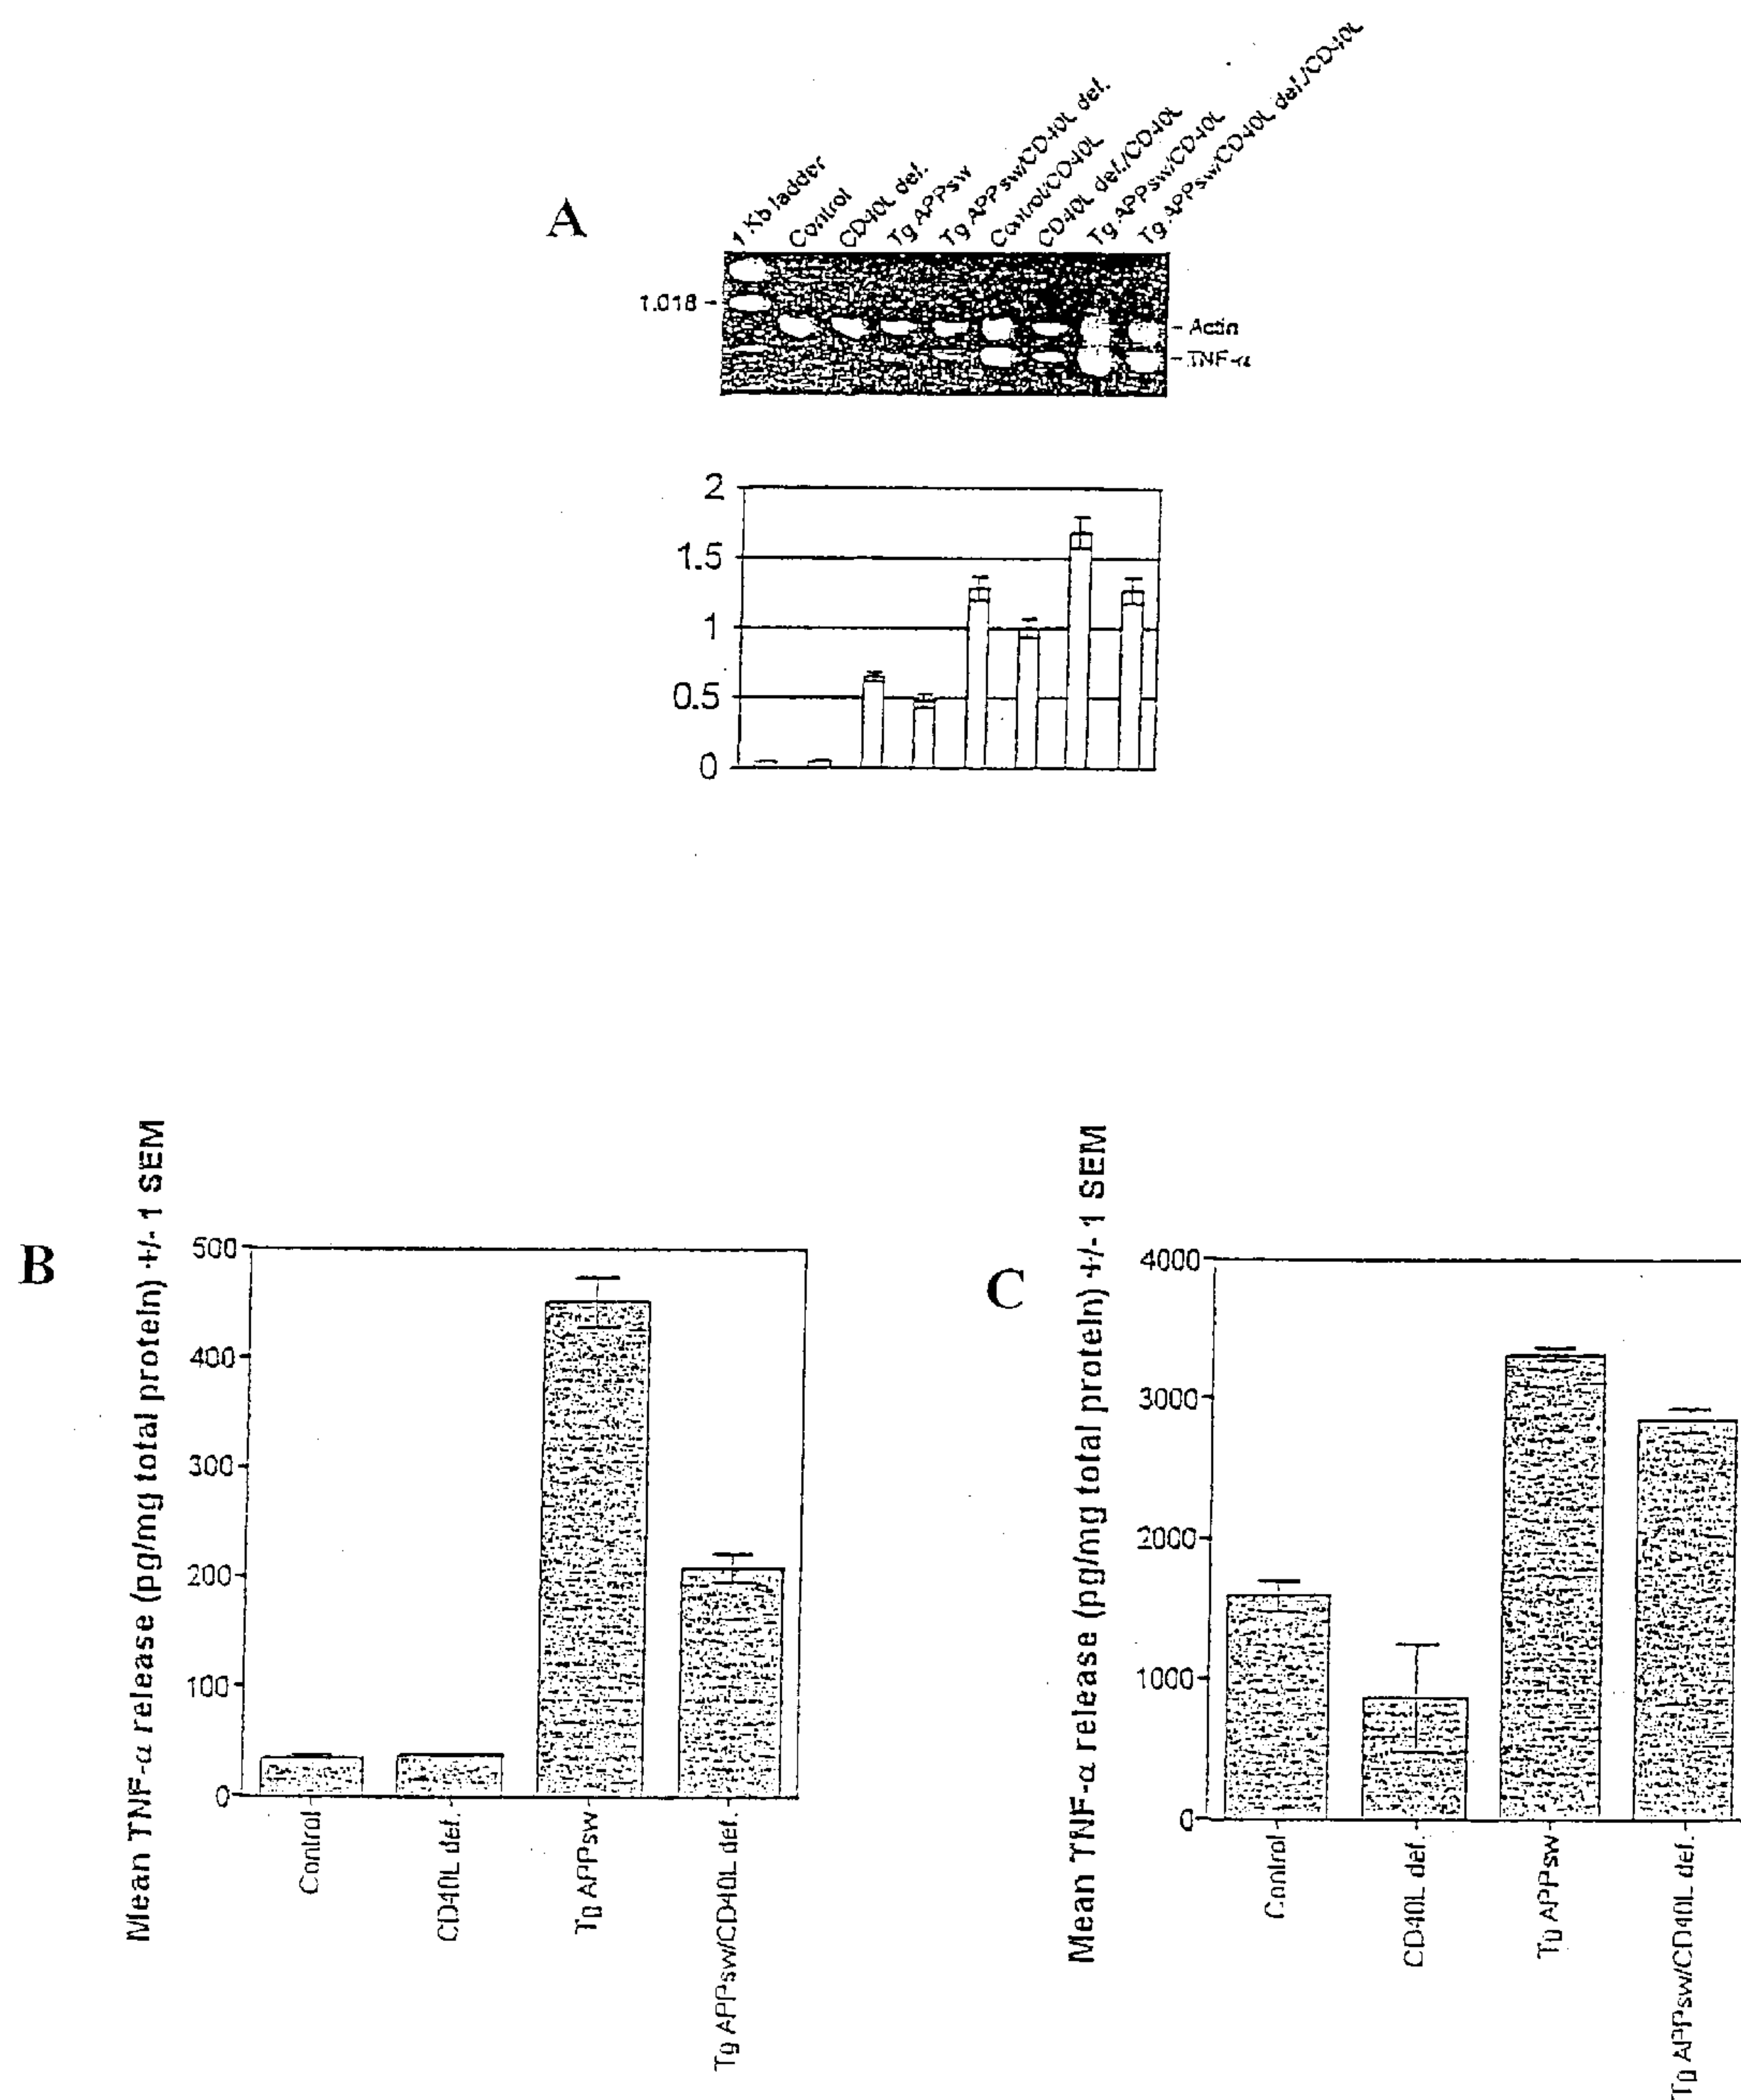 A
1 Kb ladder
Control
CD40L def.
Tg APPsw
Tg APPsw/CD40L def.
Control/CD40L
CD40L def./CD40L
Tg APPsw/CD40L
Tg APPsw/CD40L def./CD40L
1.018
Actin
TNF-α
2
1.5
1
0.5
0
B
Mean TNF-α release (pg/mg total protein) +/- 1 SEM
500
400
300
200
100
0
Control
CD40L def.
Tg APPsw
Tg APPsw/CD40L def.
C
Mean TNF-α release (pg/mg total protein) +/- 1 SEM
4000
3000
2000
1000
0
Control
CD40L def.
Tg APPsw
Tg APPsw/CD40L def.